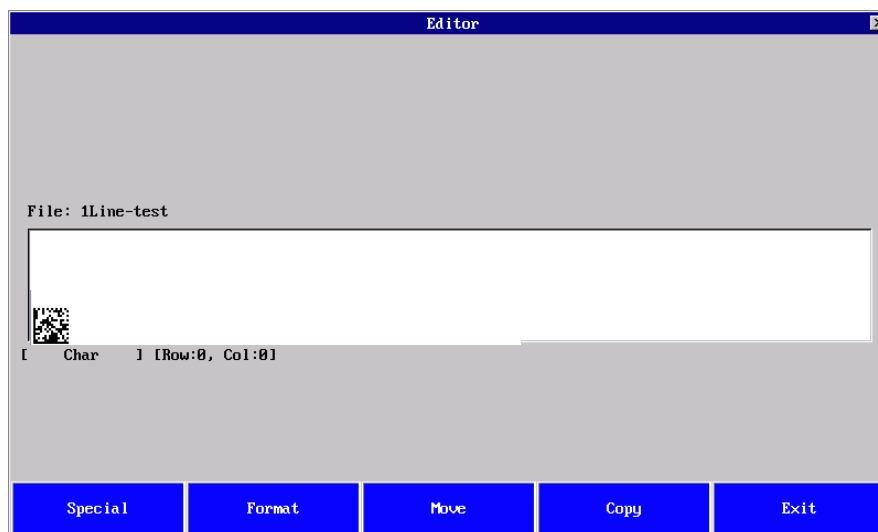 Editor
File: 1Line-test
[ Char ] [Row:0, Col:0]
Special Format Move Copy Exit